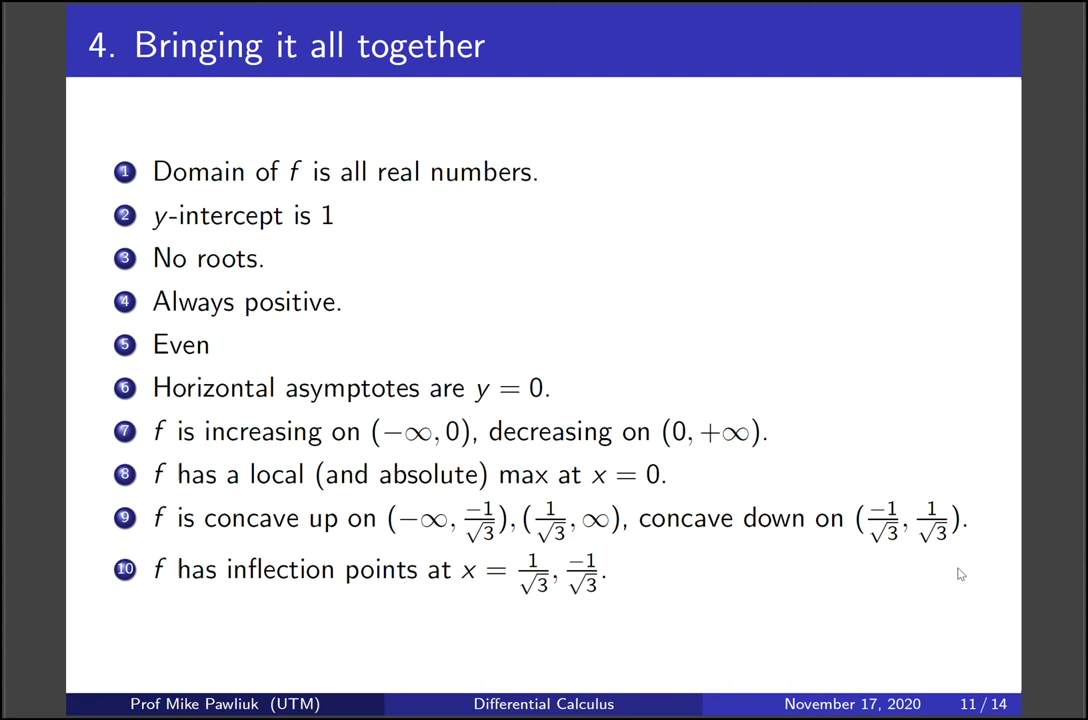 4. Bringing it all together
1 Domain of f is all real numbers.
2 y-intercept is 1
3 No roots.
4 Always positive.
5 Even
6 Horizontal asymptotes are y = 0.
7 f is increasing on (−∞, 0), decreasing on (0, +∞).
8 f has a local (and absolute) max at x = 0.
9 f is concave up on (−∞, −1/√3), (1/√3, ∞), concave down on (−1/√3, 1/√3).
10 f has inflection points at x = 1/√3, −1/√3.
Prof Mike Pawliuk (UTM) Differential Calculus November 17, 2020 11 / 14